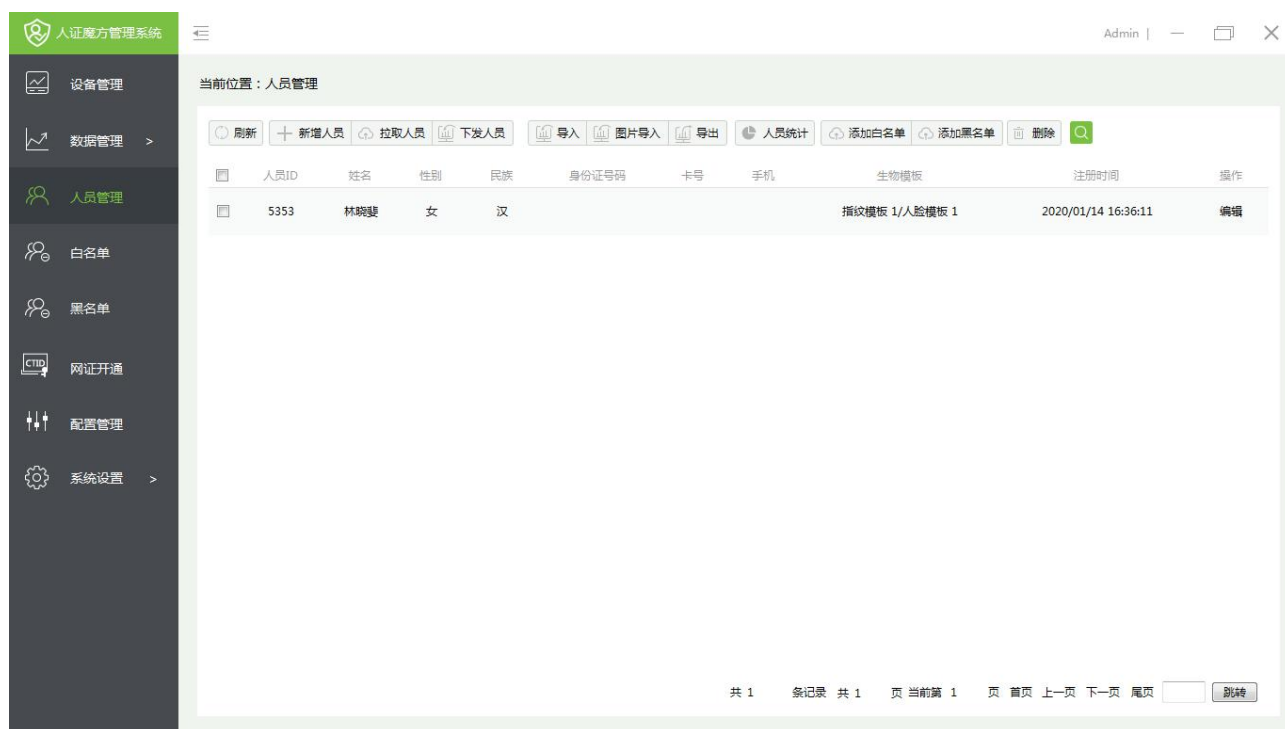 人证魔方管理系统
Admin |
设备管理
数据管理 >
人员管理
白名单
黑名单
CTID 网证开通
配置管理
系统设置 >
当前位置：人员管理
刷新 新增人员 拉取人员 下发人员 导入 图片导入 导出 人员统计 添加白名单 添加黑名单 删除
人员ID 姓名 性别 民族 身份证号码 卡号 手机 生物模板 注册时间 操作
5353 林晓斐 女 汉 指纹模板 1/人脸模板 1 2020/01/14 16:36:11 编辑
共 1 条记录 共 1 页 当前第 1 页 首页 上一页 下一页 尾页 跳转